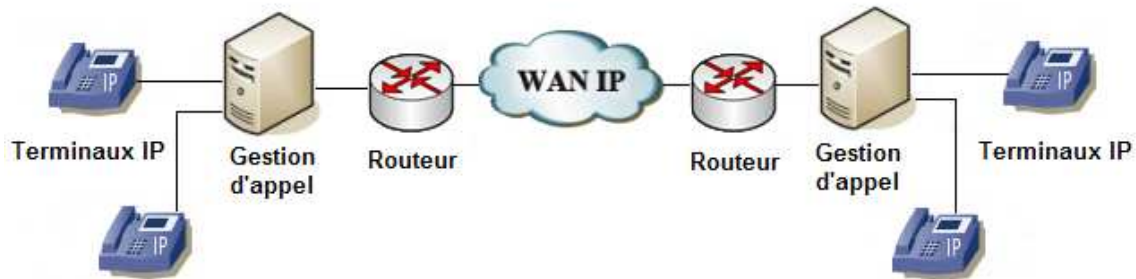 IP
IP
WAN IP
Terminaux IP
Gestion
d'appel
Routeur
Routeur
Gestion
d'appel
Terminaux IP
IP
IP